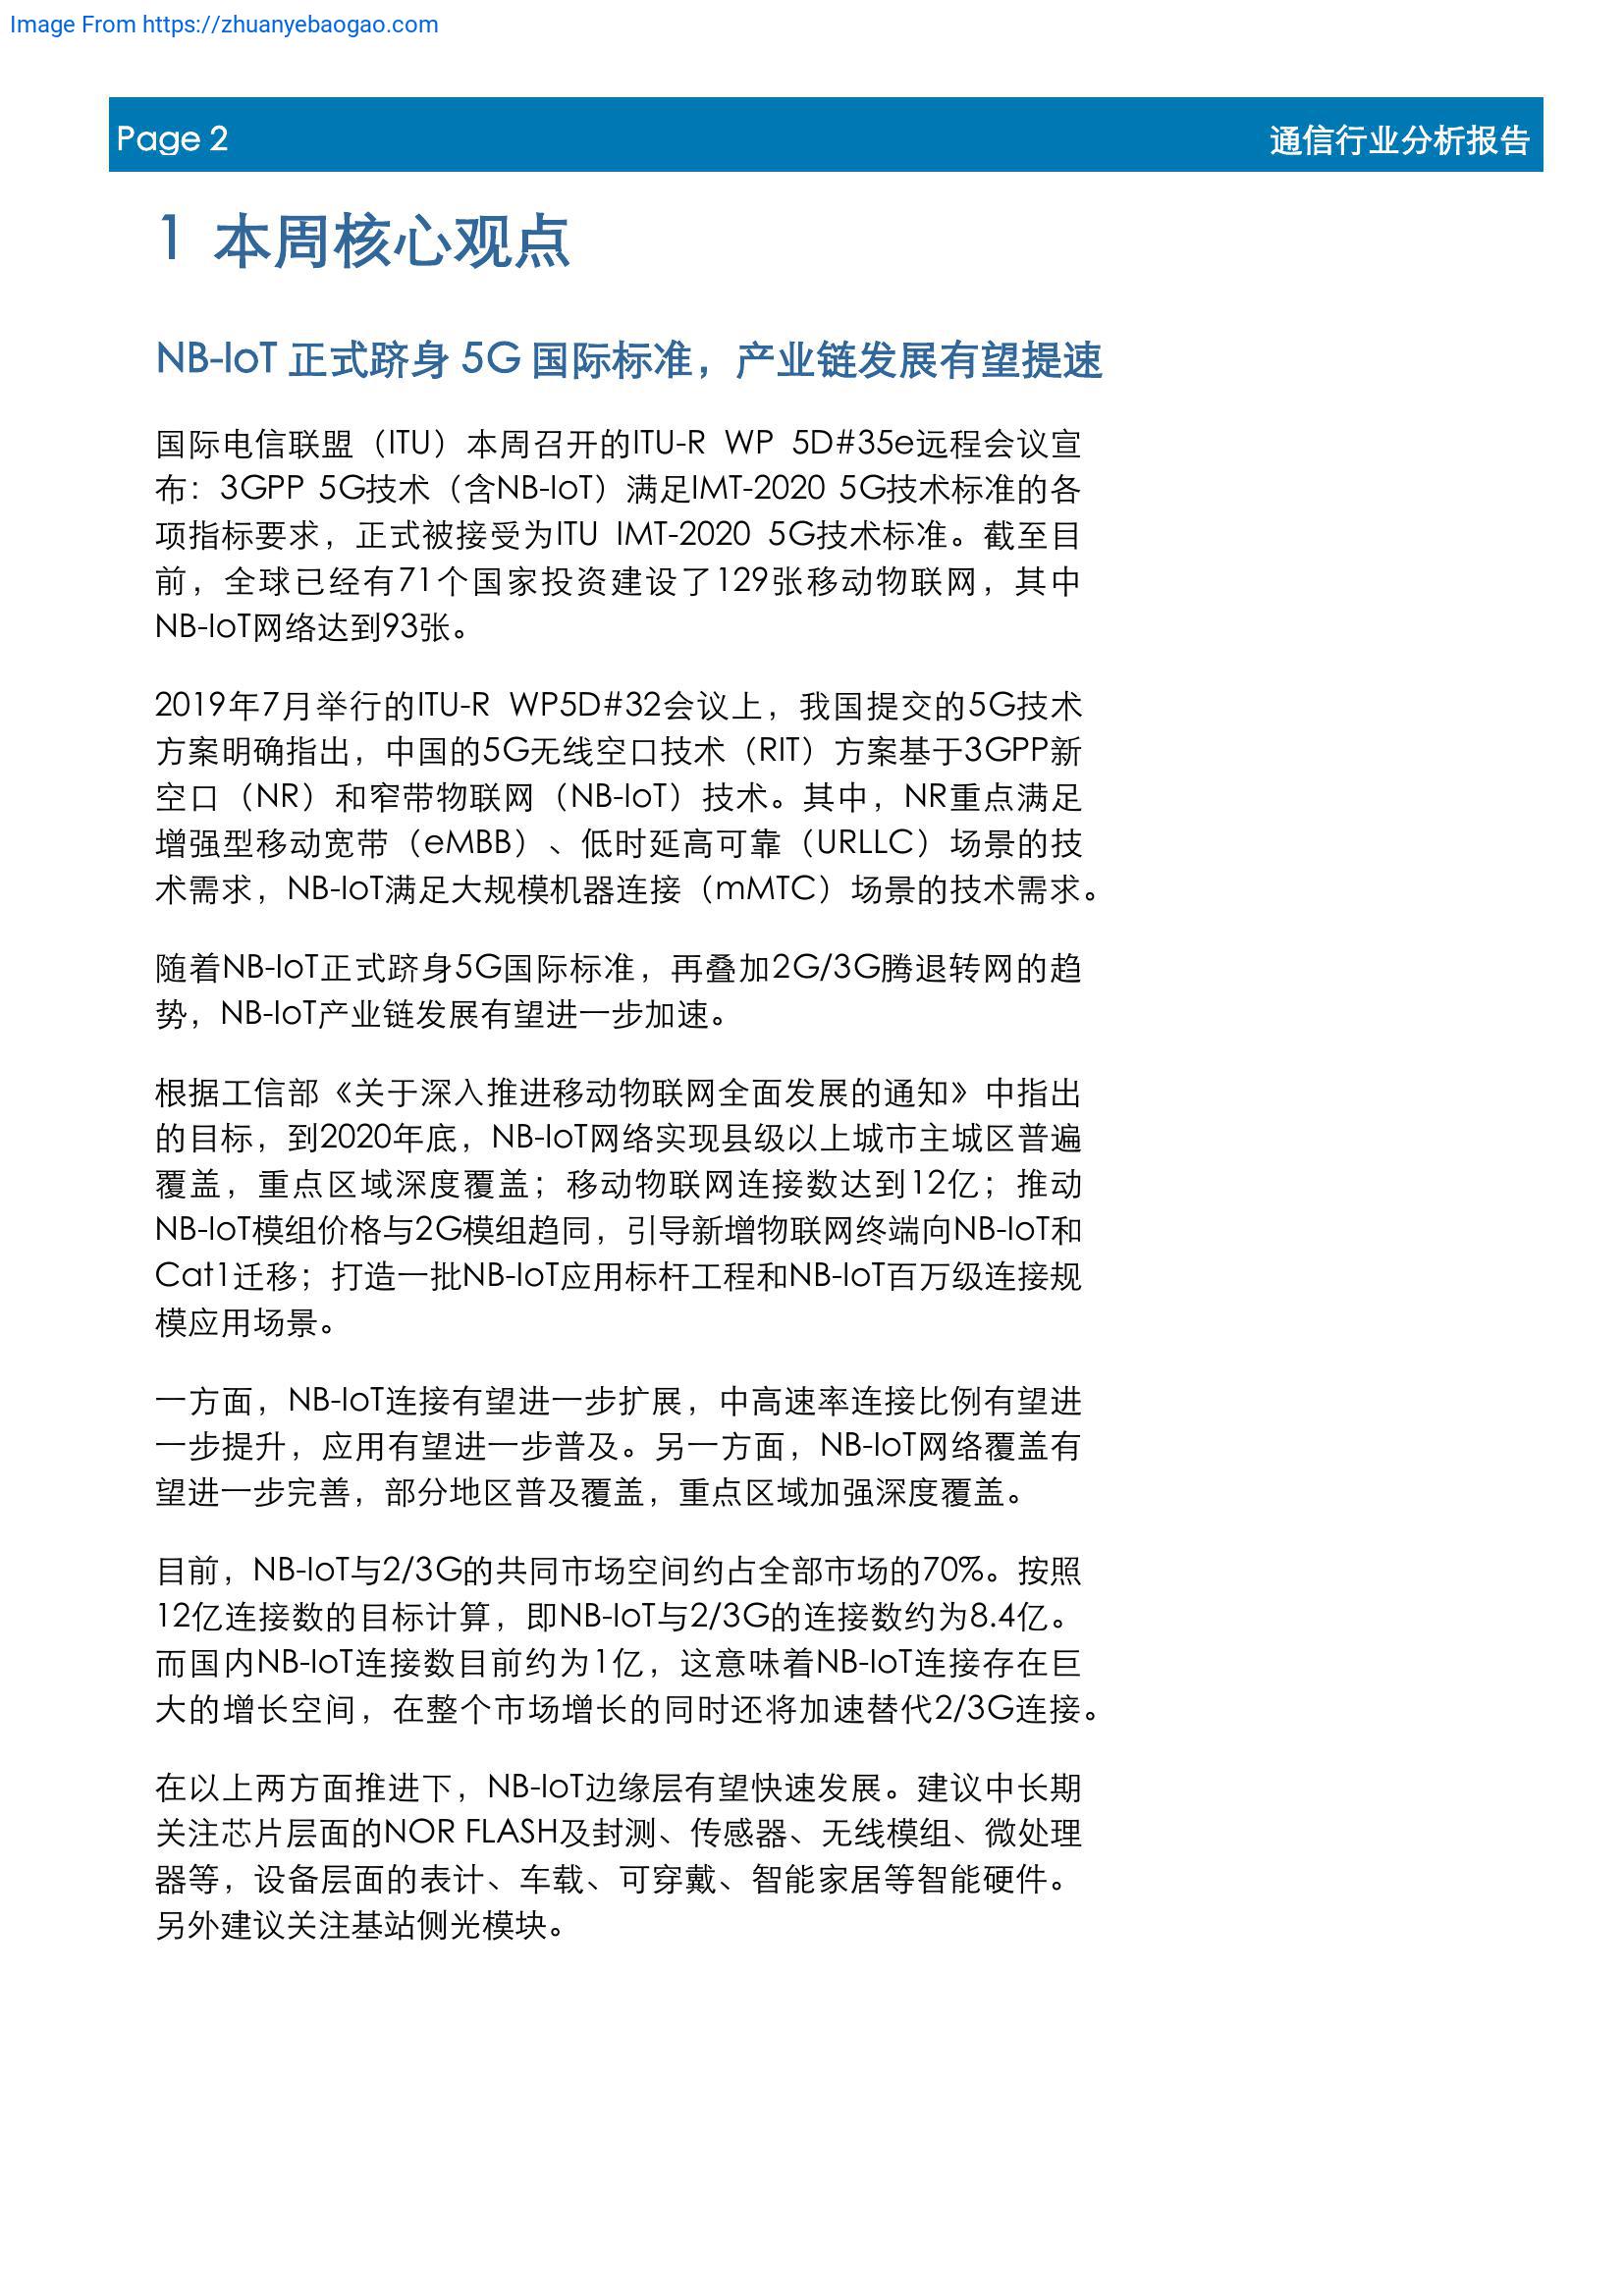 Image From https://zhuanyebaogao.com
Page 2
通信行业分析报告
1 本周核心观点
NB-IoT 正式跻身 5G 国际标准，产业链发展有望提速
国际电信联盟（ITU）本周召开的ITU-R WP 5D#35e远程会议宣
布：3GPP 5G技术（含NB-IoT）满足IMT-2020 5G技术标准的各
项指标要求，正式被接受为ITU IMT-2020 5G技术标准。截至目
前，全球已经有71个国家投资建设了129张移动物联网，其中
NB-IoT网络达到93张。
2019年7月举行的ITU-R WP5D#32会议上，我国提交的5G技术
方案明确指出，中国的5G无线空口技术（RIT）方案基于3GPP新
空口（NR）和窄带物联网（NB-IoT）技术。其中，NR重点满足
增强型移动宽带（eMBB）、低时延高可靠（URLLC）场景的技
术需求，NB-IoT满足大规模机器连接（mMTC）场景的技术需求。
随着NB-IoT正式跻身5G国际标准，再叠加2G/3G腾退转网的趋
势，NB-IoT产业链发展有望进一步加速。
根据工信部《关于深入推进移动物联网全面发展的通知》中指出
的目标，到2020年底，NB-IoT网络实现县级以上城市主城区普遍
覆盖，重点区域深度覆盖；移动物联网连接数达到12亿；推动
NB-IoT模组价格与2G模组趋同，引导新增物联网终端向NB-IoT和
Cat1迁移；打造一批NB-IoT应用标杆工程和NB-IoT百万级连接规
模应用场景。
一方面，NB-IoT连接有望进一步扩展，中高速率连接比例有望进
一步提升，应用有望进一步普及。另一方面，NB-IoT网络覆盖有
望进一步完善，部分地区普及覆盖，重点区域加强深度覆盖。
目前，NB-IoT与2/3G的共同市场空间约占全部市场的70%。按照
12亿连接数的目标计算，即NB-IoT与2/3G的连接数约为8.4亿。
而国内NB-IoT连接数目前约为1亿，这意味着NB-IoT连接存在巨
大的增长空间，在整个市场增长的同时还将加速替代2/3G连接。
在以上两方面推进下，NB-IoT边缘层有望快速发展。建议中长期
关注芯片层面的NOR FLASH及封测、传感器、无线模组、微处理
器等，设备层面的表计、车载、可穿戴、智能家居等智能硬件。
另外建议关注基站侧光模块。